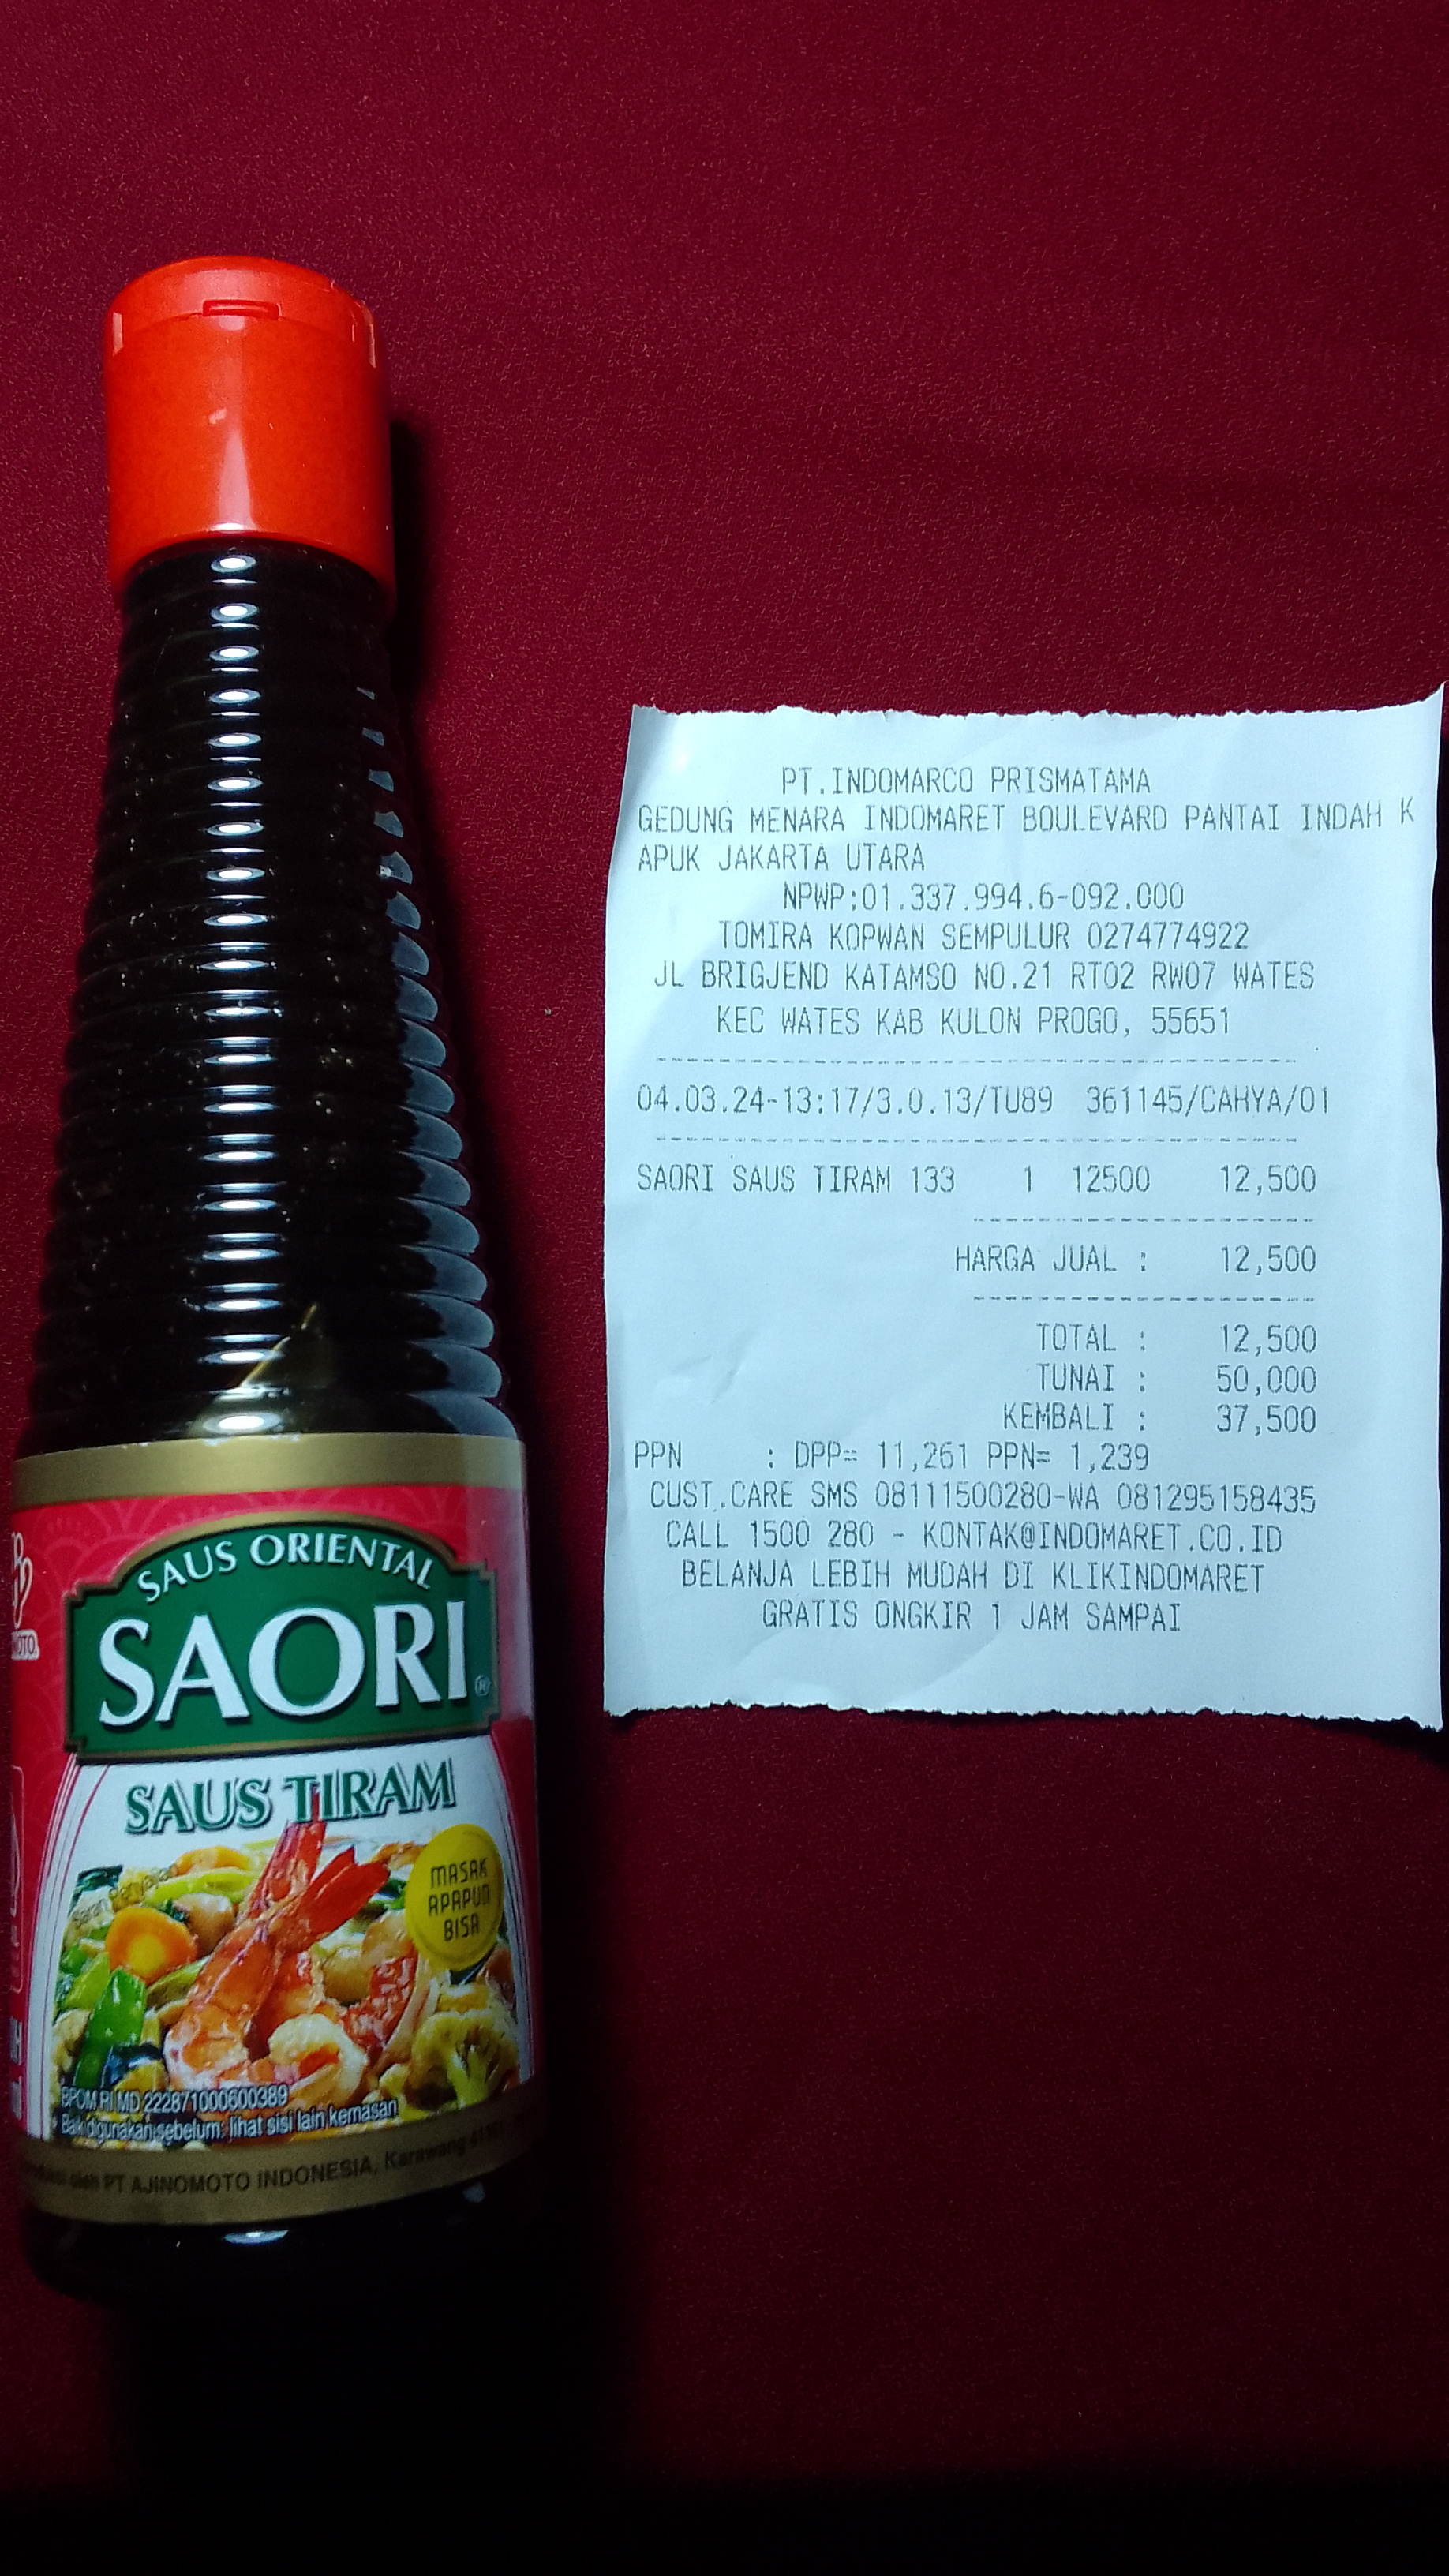 SAUS ORIENTAL
SAORI
SAUS TIRAM
MASAK
APAPUN
BISA
Saran Penyajian
BPOM RI MD 222871000600389
Baik digunakan sebelum: lihat sisi lain kemasan
oleh PT AJINOMOTO INDONESIA, Karawang
PT.INDOMARCO PRISMATAMA
GEDUNG MENARA INDOMARET BOULEVARD PANTAI INDAH K
APUK JAKARTA UTARA
NPWP:01.337.994.6-092.000
TOMIRA KOPWAN SEMPULUR 0274774922
JL BRIGJEND KATAMSO NO.21 RT02 RW07 WATES
KEC WATES KAB KULON PROGO, 55651
04.03.24-13:17/3.0.13/TU89 361145/CAHYA/01
SAORI SAUS TIRAM 133 1 12500 12,500
HARGA JUAL : 12,500
TOTAL : 12,500
TUNAI : 50,000
KEMBALI : 37,500
PPN : DPP= 11,261 PPN= 1,239
CUST.CARE SMS 08111500280-WA 081295158435
CALL 1500 280 - KONTAK@INDOMARET.CO.ID
BELANJA LEBIH MUDAH DI KLIKINDOMARET
GRATIS ONGKIR 1 JAM SAMPAI